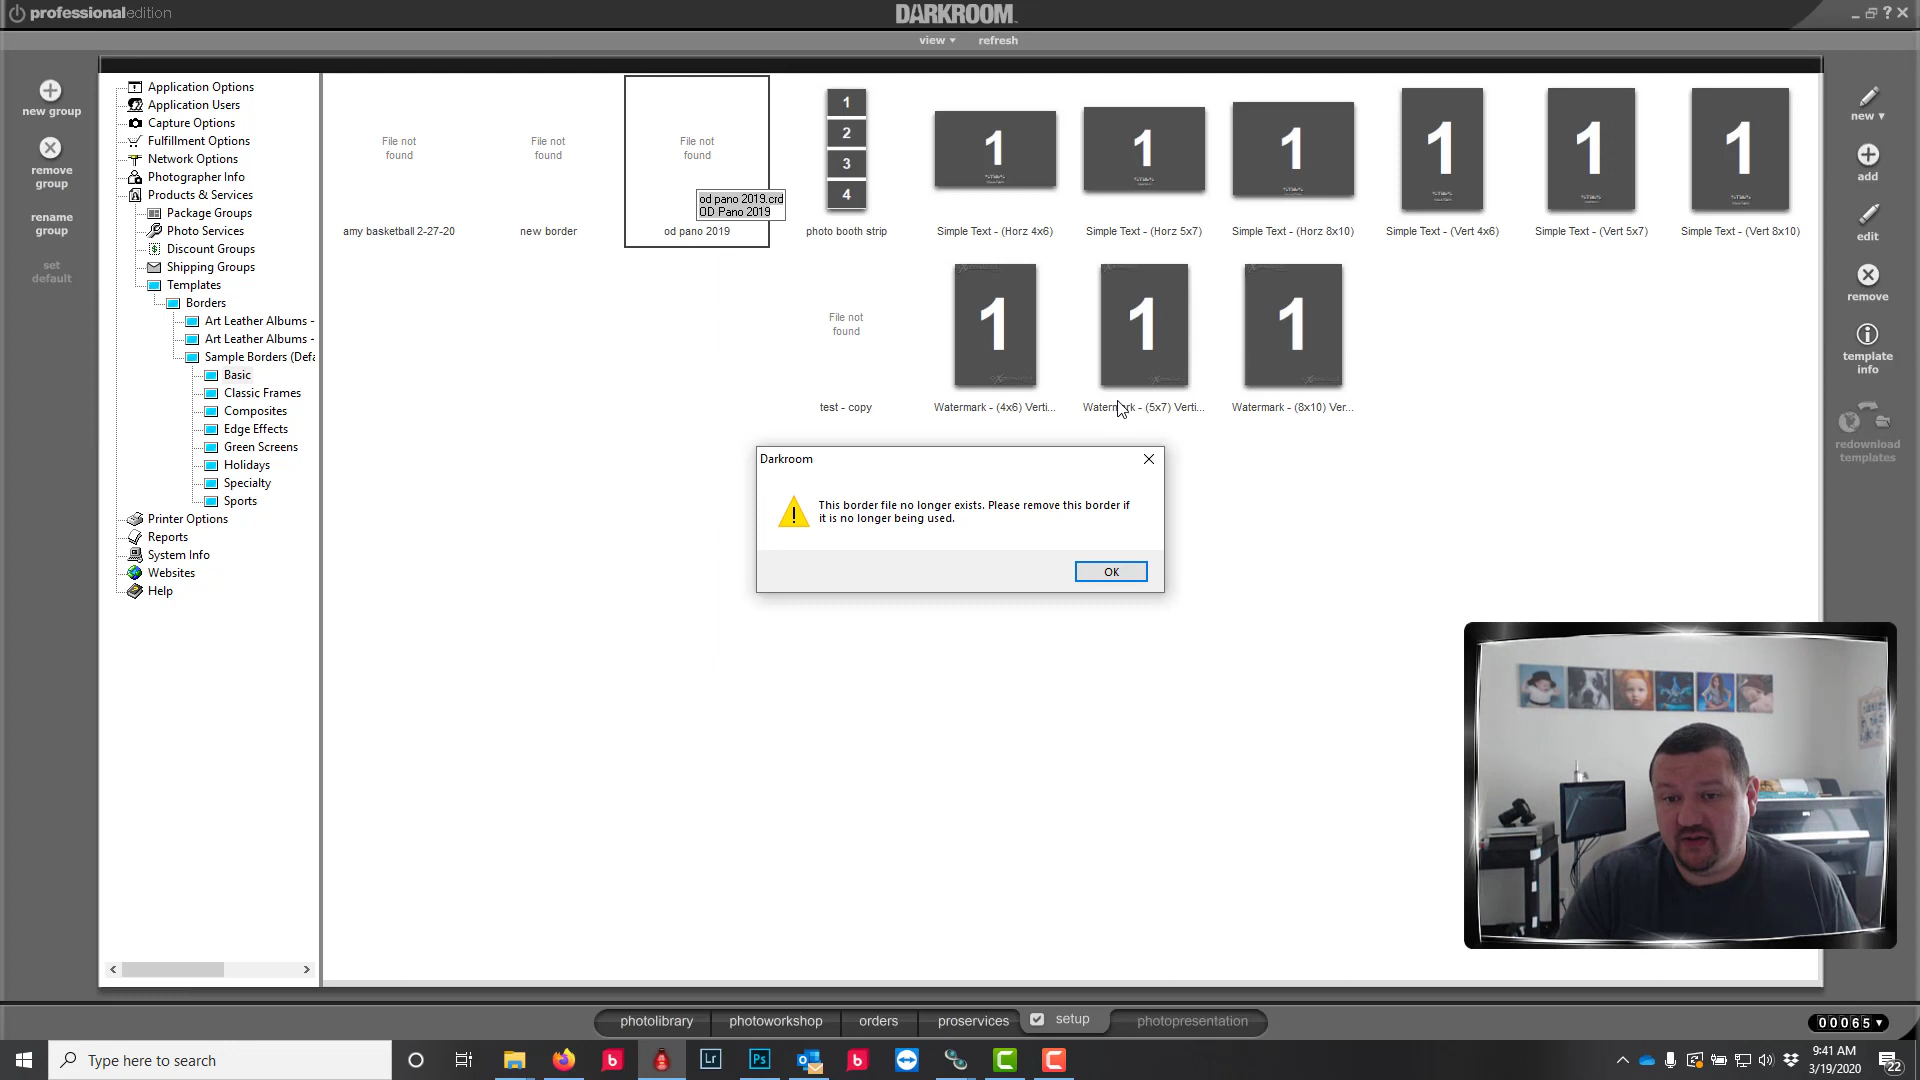 professionaledition
DARKROOM
view
refresh
new group
remove
group
rename
group
set
default
Application Options
Application Users
Capture Options
Fulfillment Options
Network Options
Photographer Info
Products & Services
Package Groups
Photo Services
Discount Groups
Shipping Groups
Templates
Borders
Art Leather Albums -
Art Leather Albums -
Sample Borders (Defa
Basic
Classic Frames
Composites
Edge Effects
Green Screens
Holidays
Specialty
Sports
Printer Options
Reports
System Info
Websites
Help
File not
found
amy basketball 2-27-20
File not
found
new border
File not
found
od pano 2019.crd
OD Pano 2019
od pano 2019
1
2
3
4
photo booth strip
1
Simple Text - (Horz 4x6)
1
Simple Text - (Horz 5x7)
1
Simple Text - (Horz 8x10)
1
Simple Text - (Vert 4x6)
1
Simple Text - (Vert 5x7)
1
Simple Text - (Vert 8x10)
File not
found
test - copy
1
Watermark - (4x6) Verti...
1
Watermark - (5x7) Verti...
1
Watermark - (8x10) Ver...
Darkroom
This border file no longer exists. Please remove this border if
it is no longer being used.
OK
new
add
edit
remove
template
info
redownload
templates
photolibrary
photoworkshop
orders
proservices
setup
photopresentation
00065
Type here to search
Lr
Ps
9:41 AM
3/19/2020
22